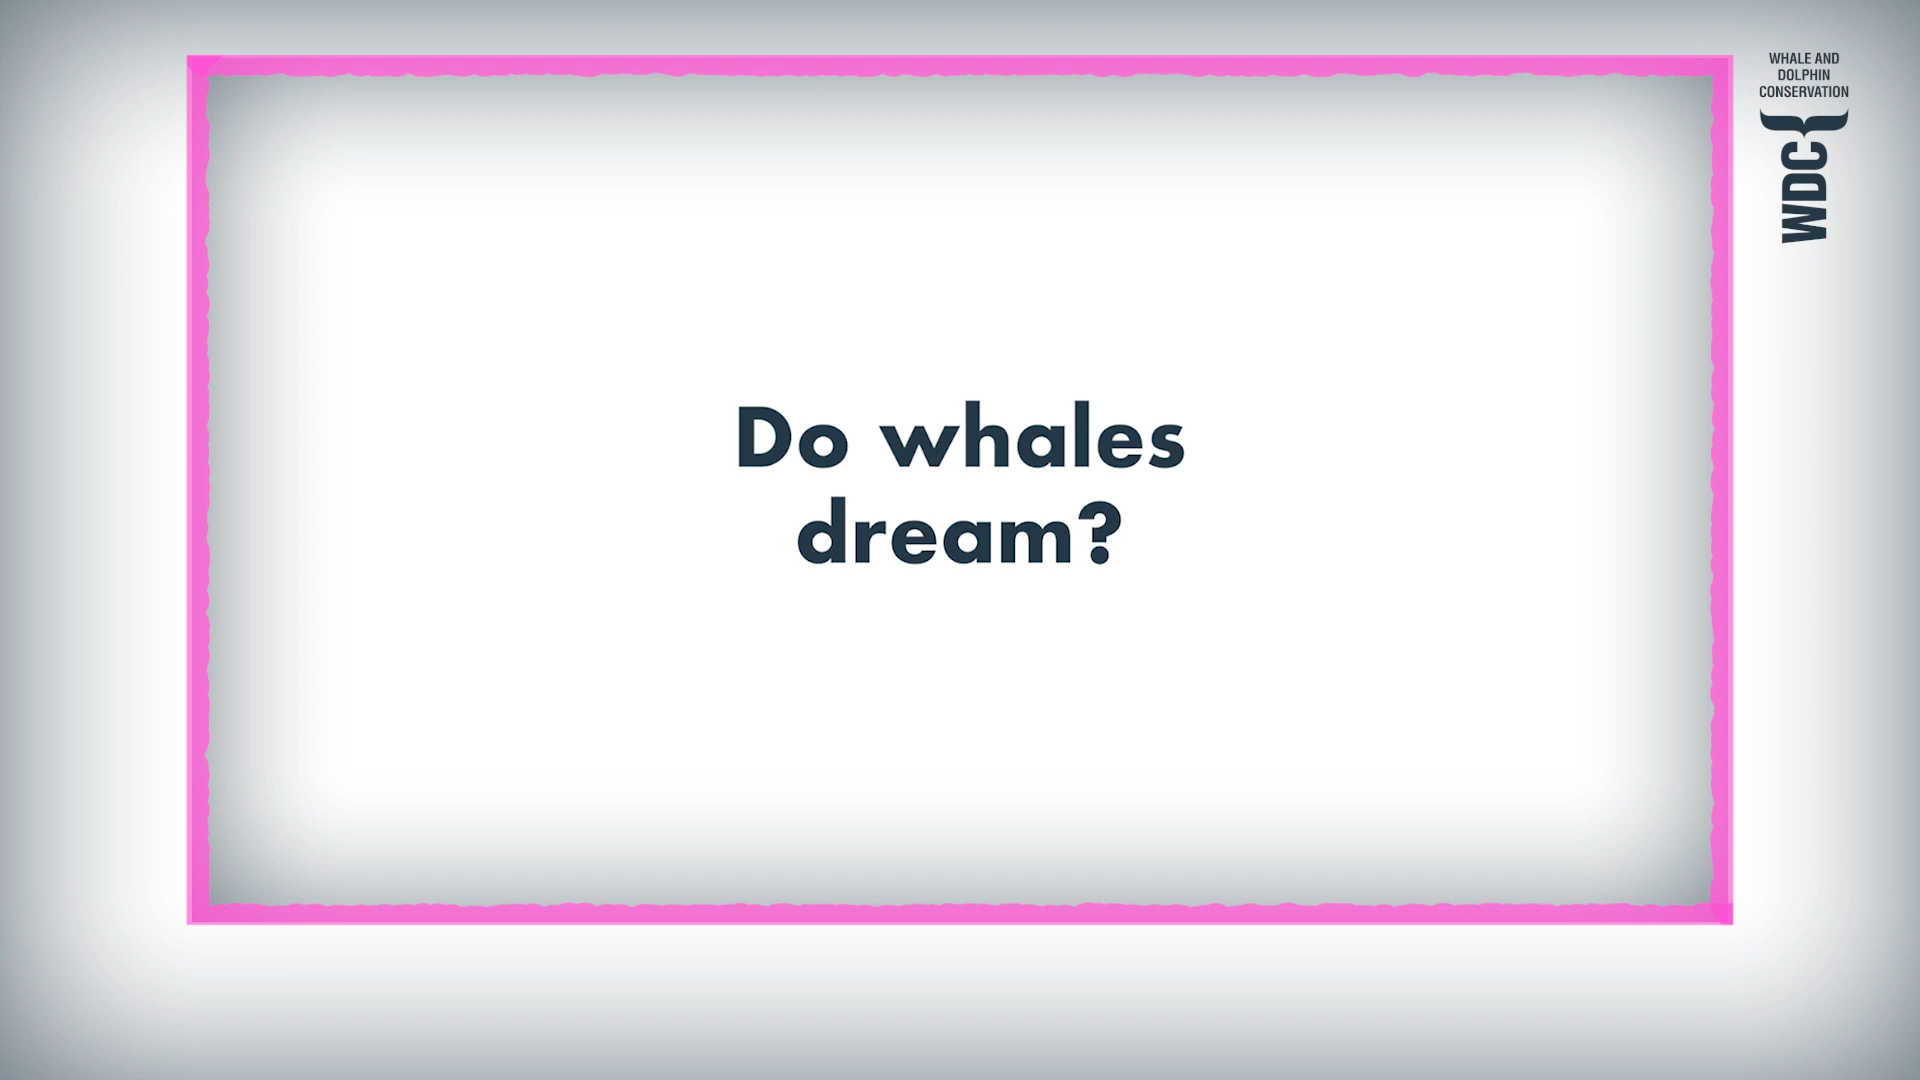 Do whales
dream?
WHALE AND
DOLPHIN
CONSERVATION
WDC